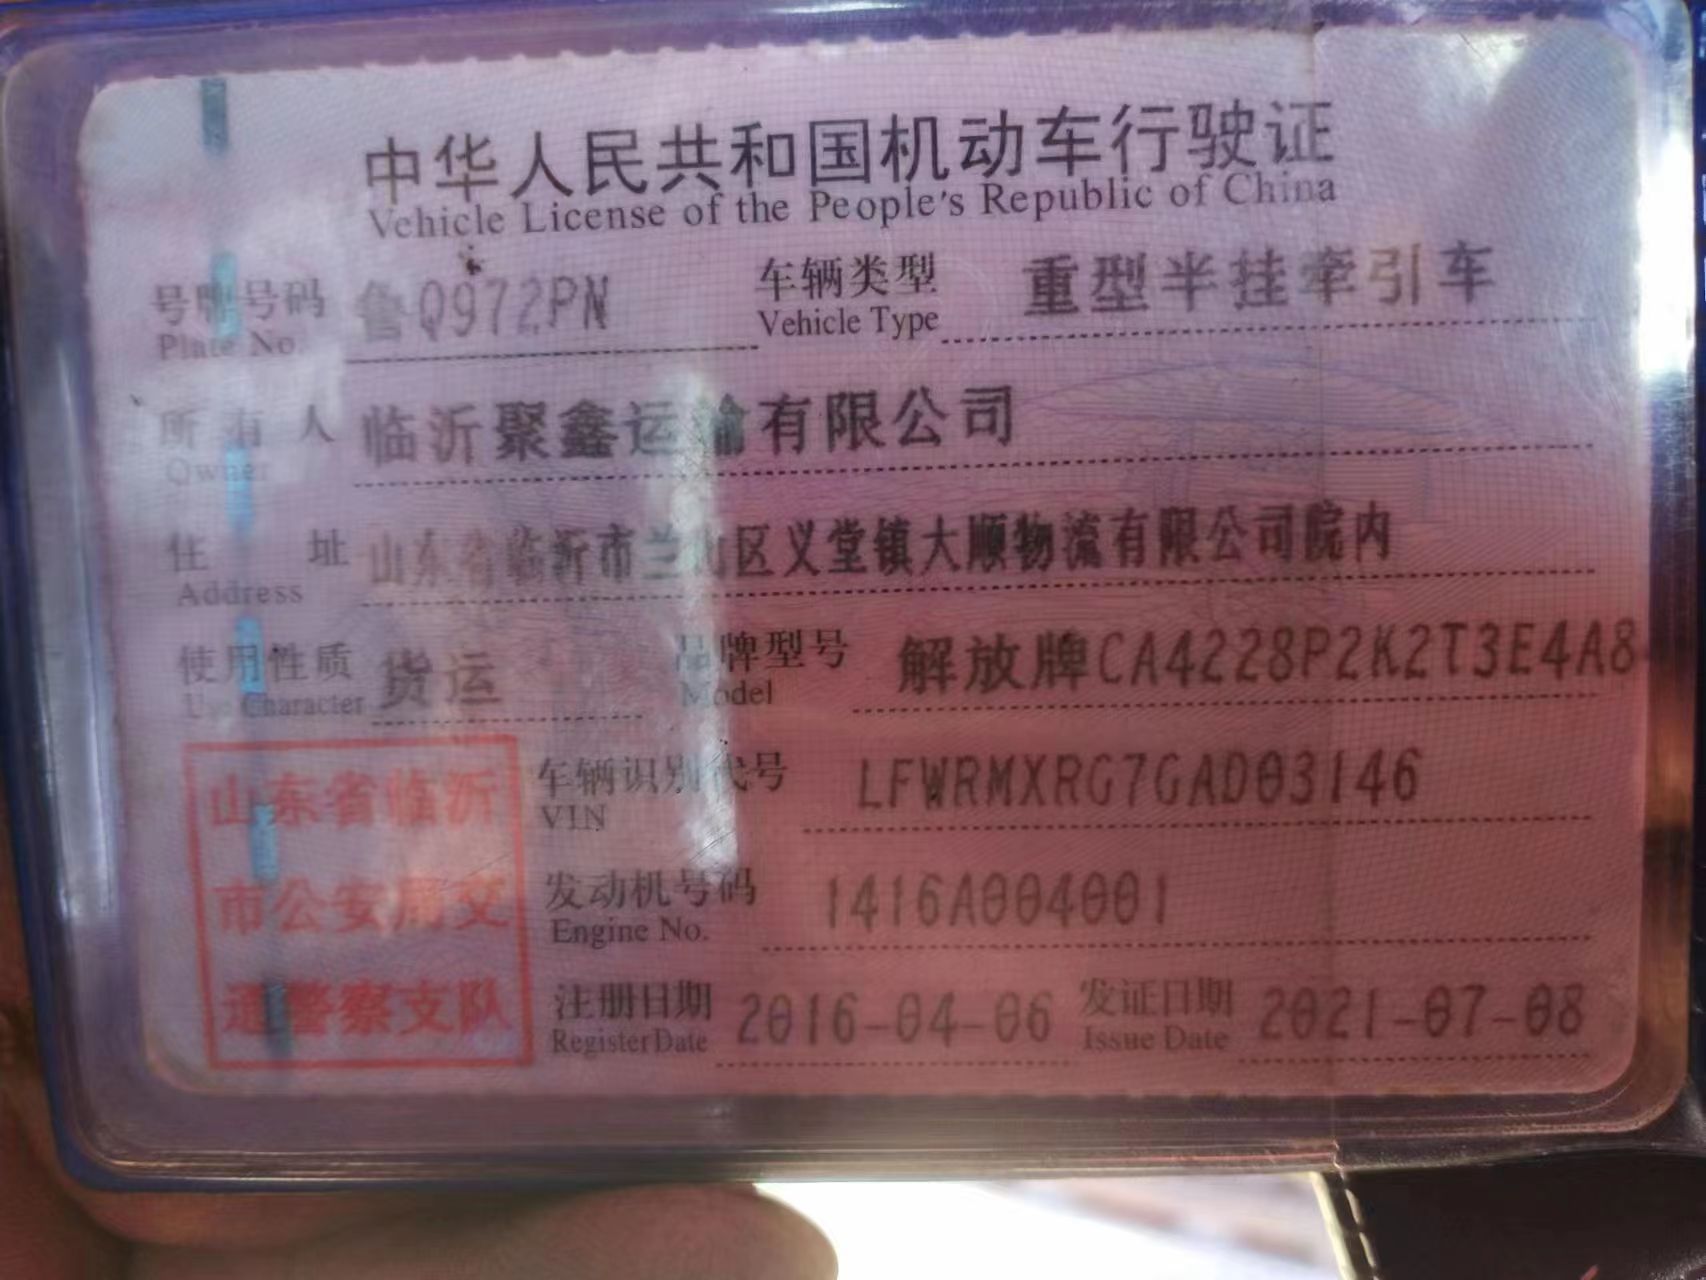 中华人民共和国机动车行驶证
Vehicle License of the People's Republic of China
号牌号码 鲁Q972PN 车辆类型 重型半挂牵引车
Plate No. Vehicle Type
所有人 临沂聚鑫运输有限公司
Owner
住址 山东省临沂市兰山区义堂镇大顺物流有限公司院内
Address
使用性质 货运 品牌型号 解放牌CA4228P2K2T3E4A8
Use Character Model
山东省临沂
市公安局交
通警察支队
车辆识别代号 LFWRMXRG7GAD03146
VIN
发动机号码 1416A004001
Engine No.
注册日期 2016-04-06 发证日期 2021-07-08
Register Date Issue Date